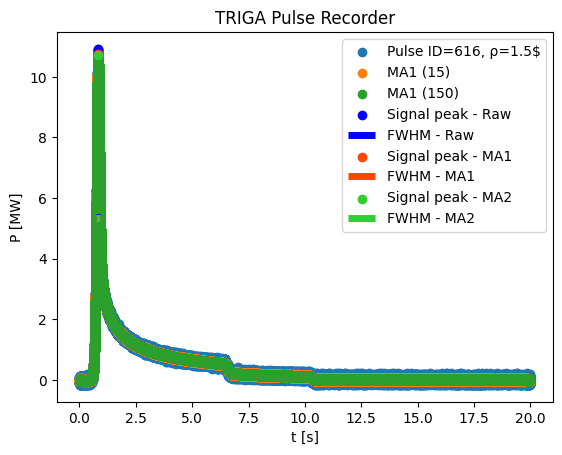 TRIGA Pulse Recorder
Pulse ID=616, ρ=1.5$
MA1 (15)
MA1 (150)
Signal peak - Raw
FWHM - Raw
Signal peak - MA1
FWHM - MA1
Signal peak - MA2
FWHM - MA2
P [MW]
10
8
6
4
2
0
0.0 2.5 5.0 7.5 10.0 12.5 15.0 17.5 20.0
t [s]